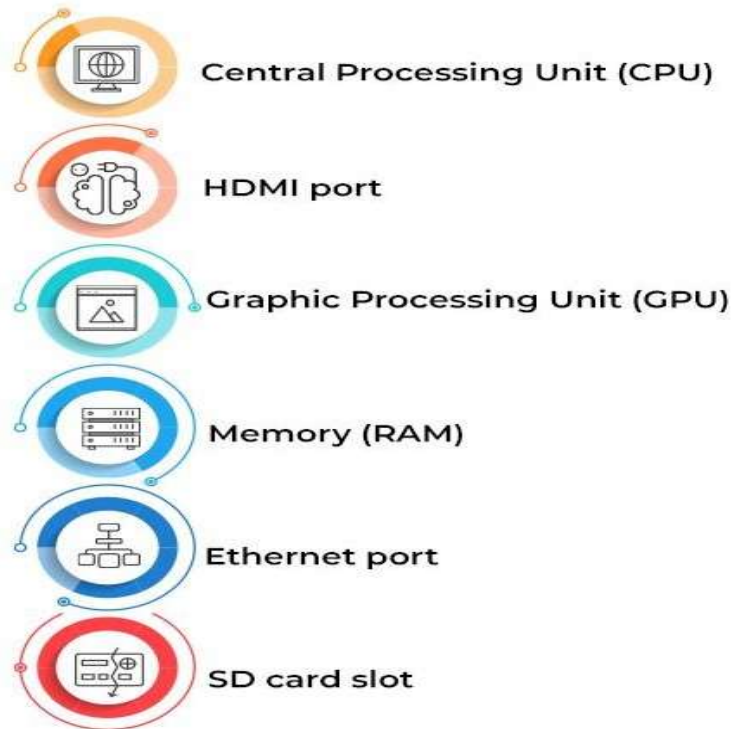 Central Processing Unit (CPU)
HDMI port
Graphic Processing Unit (GPU)
Memory (RAM)
Ethernet port
SD card slot